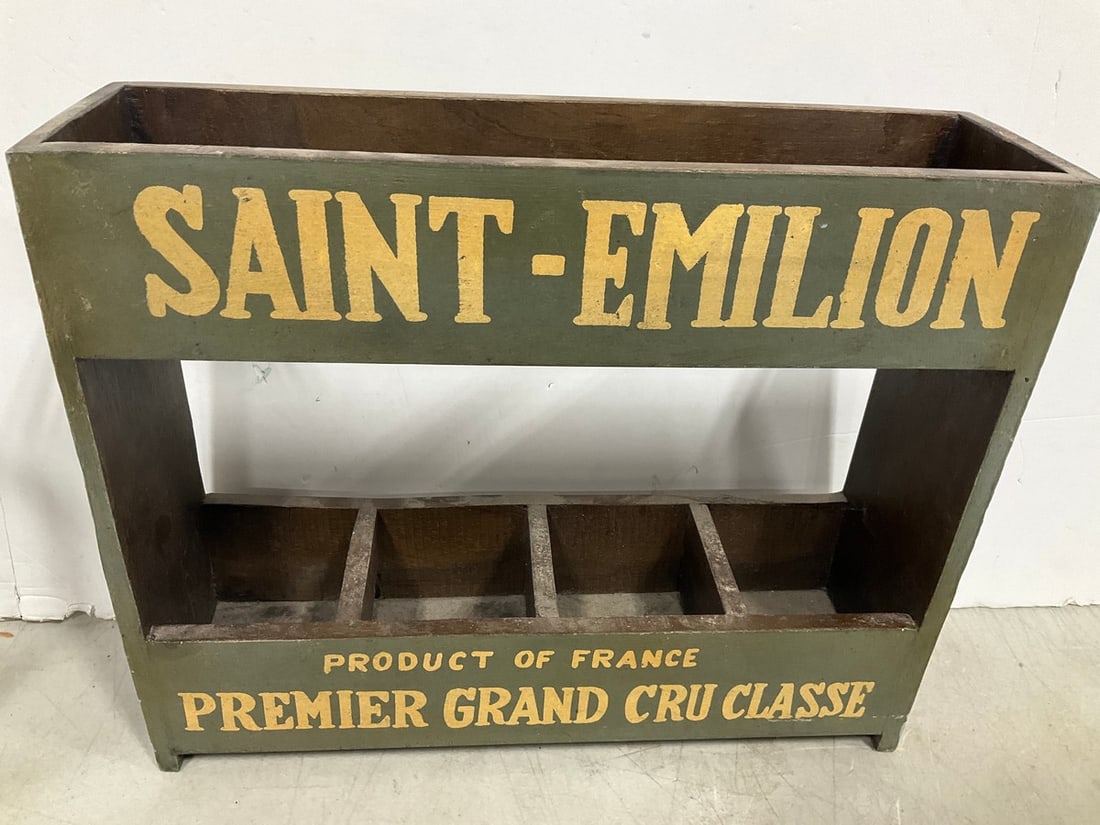 SAINT-EMILION
PRODUCT OF FRANCE
PREMIER GRAND CRU CLASSE